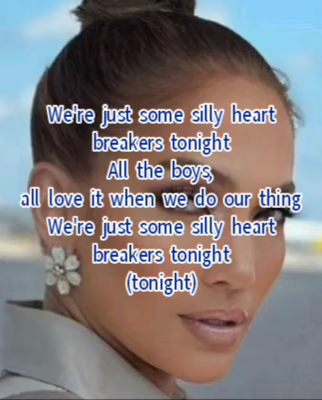 We're just some silly heart
breakers tonight
All the boys,
all love it when we do our thing
We're just some silly heart
breakers tonight
(tonight)